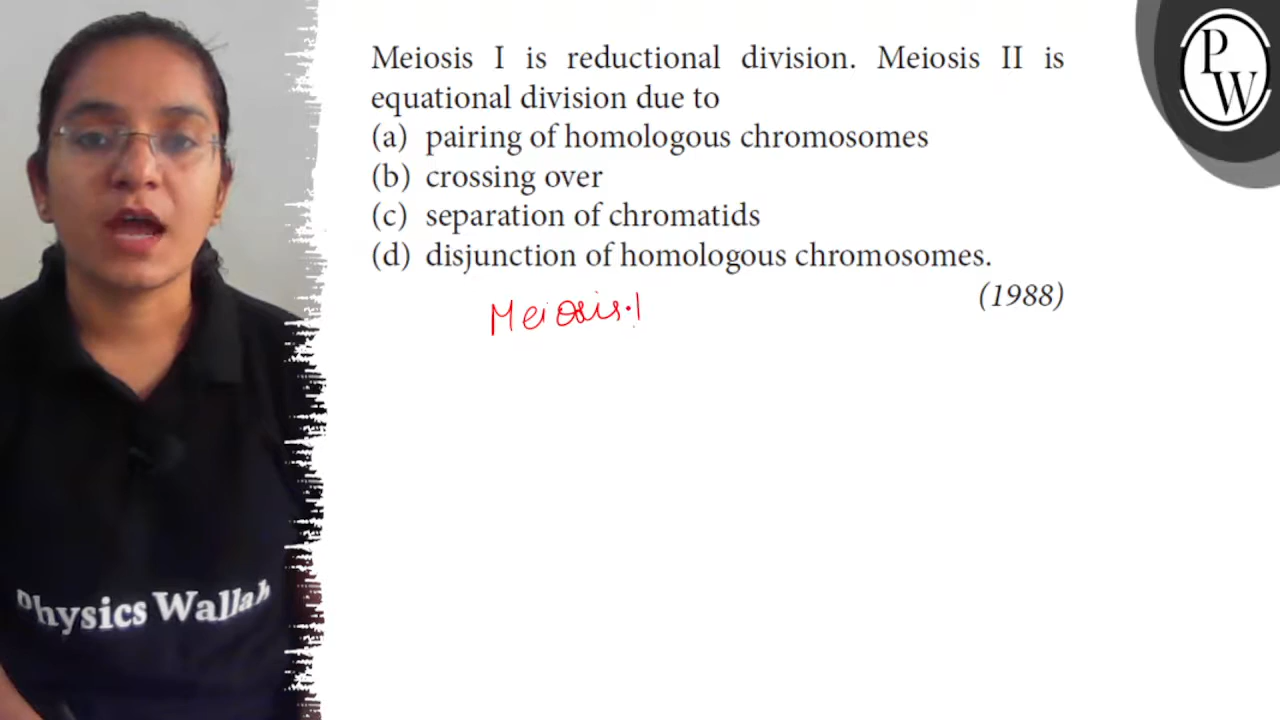 Meiosis I is reductional division. Meiosis II is
equational division due to
(a) pairing of homologous chromosomes
(b) crossing over
(c) separation of chromatids
(d) disjunction of homologous chromosomes.
(1988)
Meiosis-I
PW
Physics Wallah